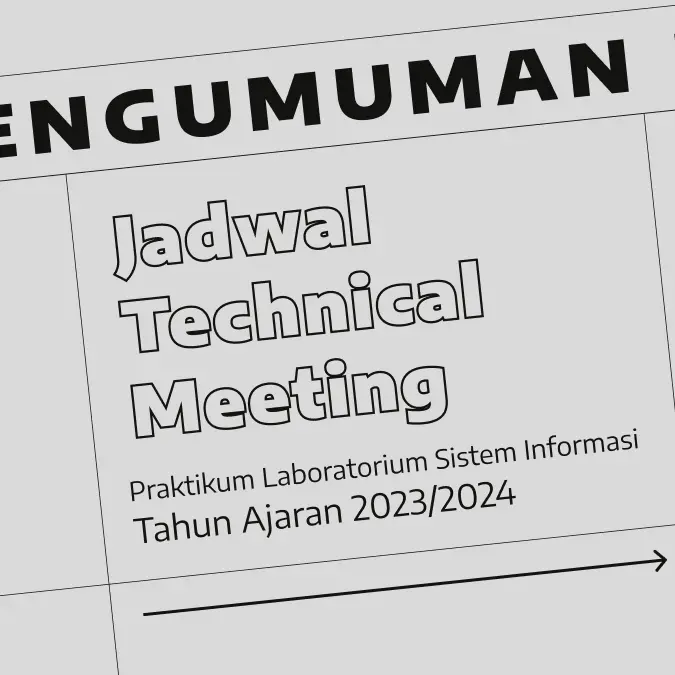 ENGUMUMAN
Jadwal
Technical
Meeting
Praktikum Laboratorium Sistem Informasi
Tahun Ajaran 2023/2024